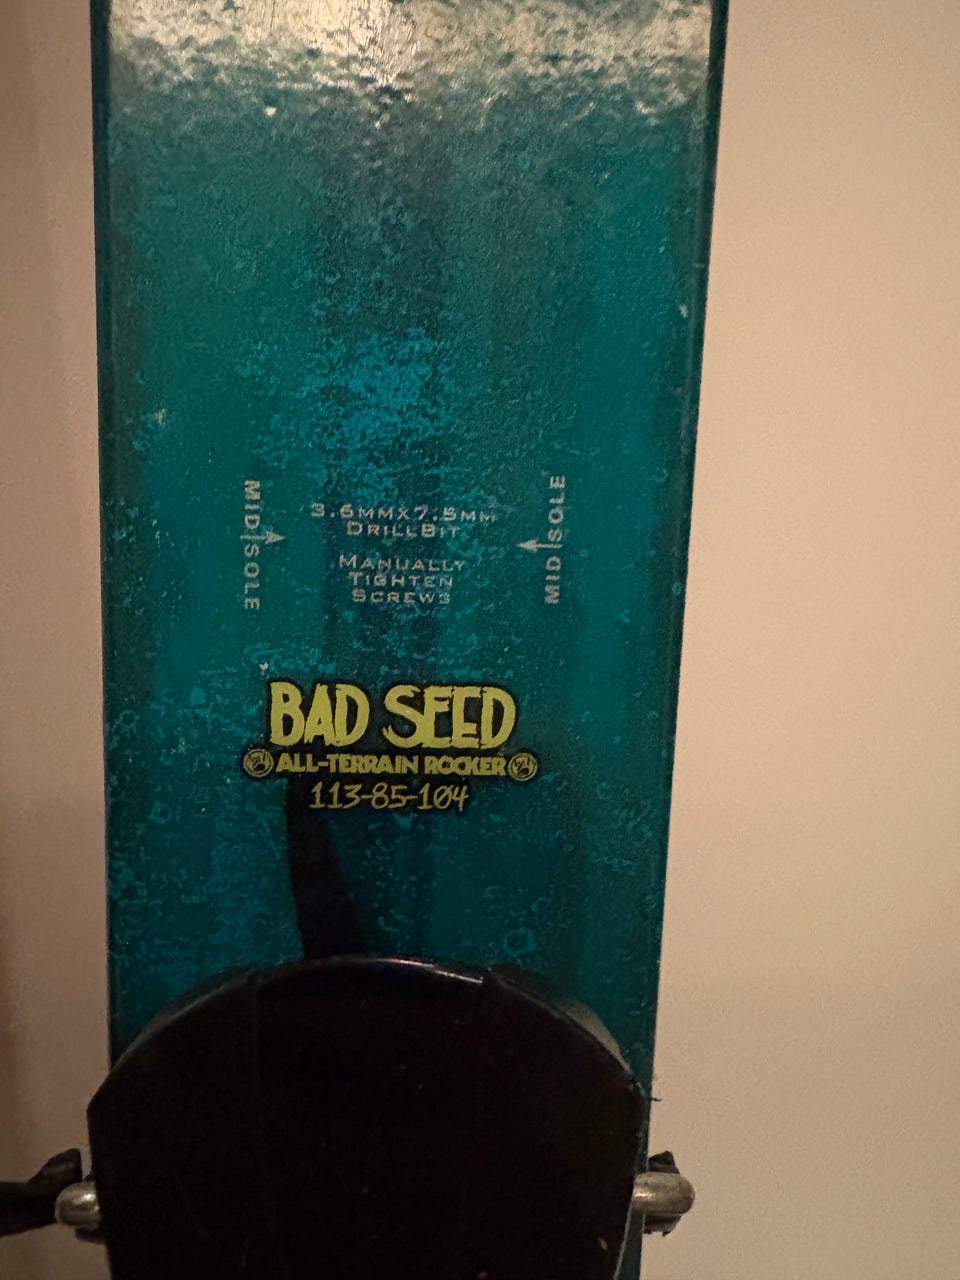 MID SOLE
3.6MMX7.5MM
DRILLBIT
MANUALLY
TIGHTEN
SCREWS
MID SOLE
BAD SEED
ALL-TERRAIN ROCKER
113-85-104